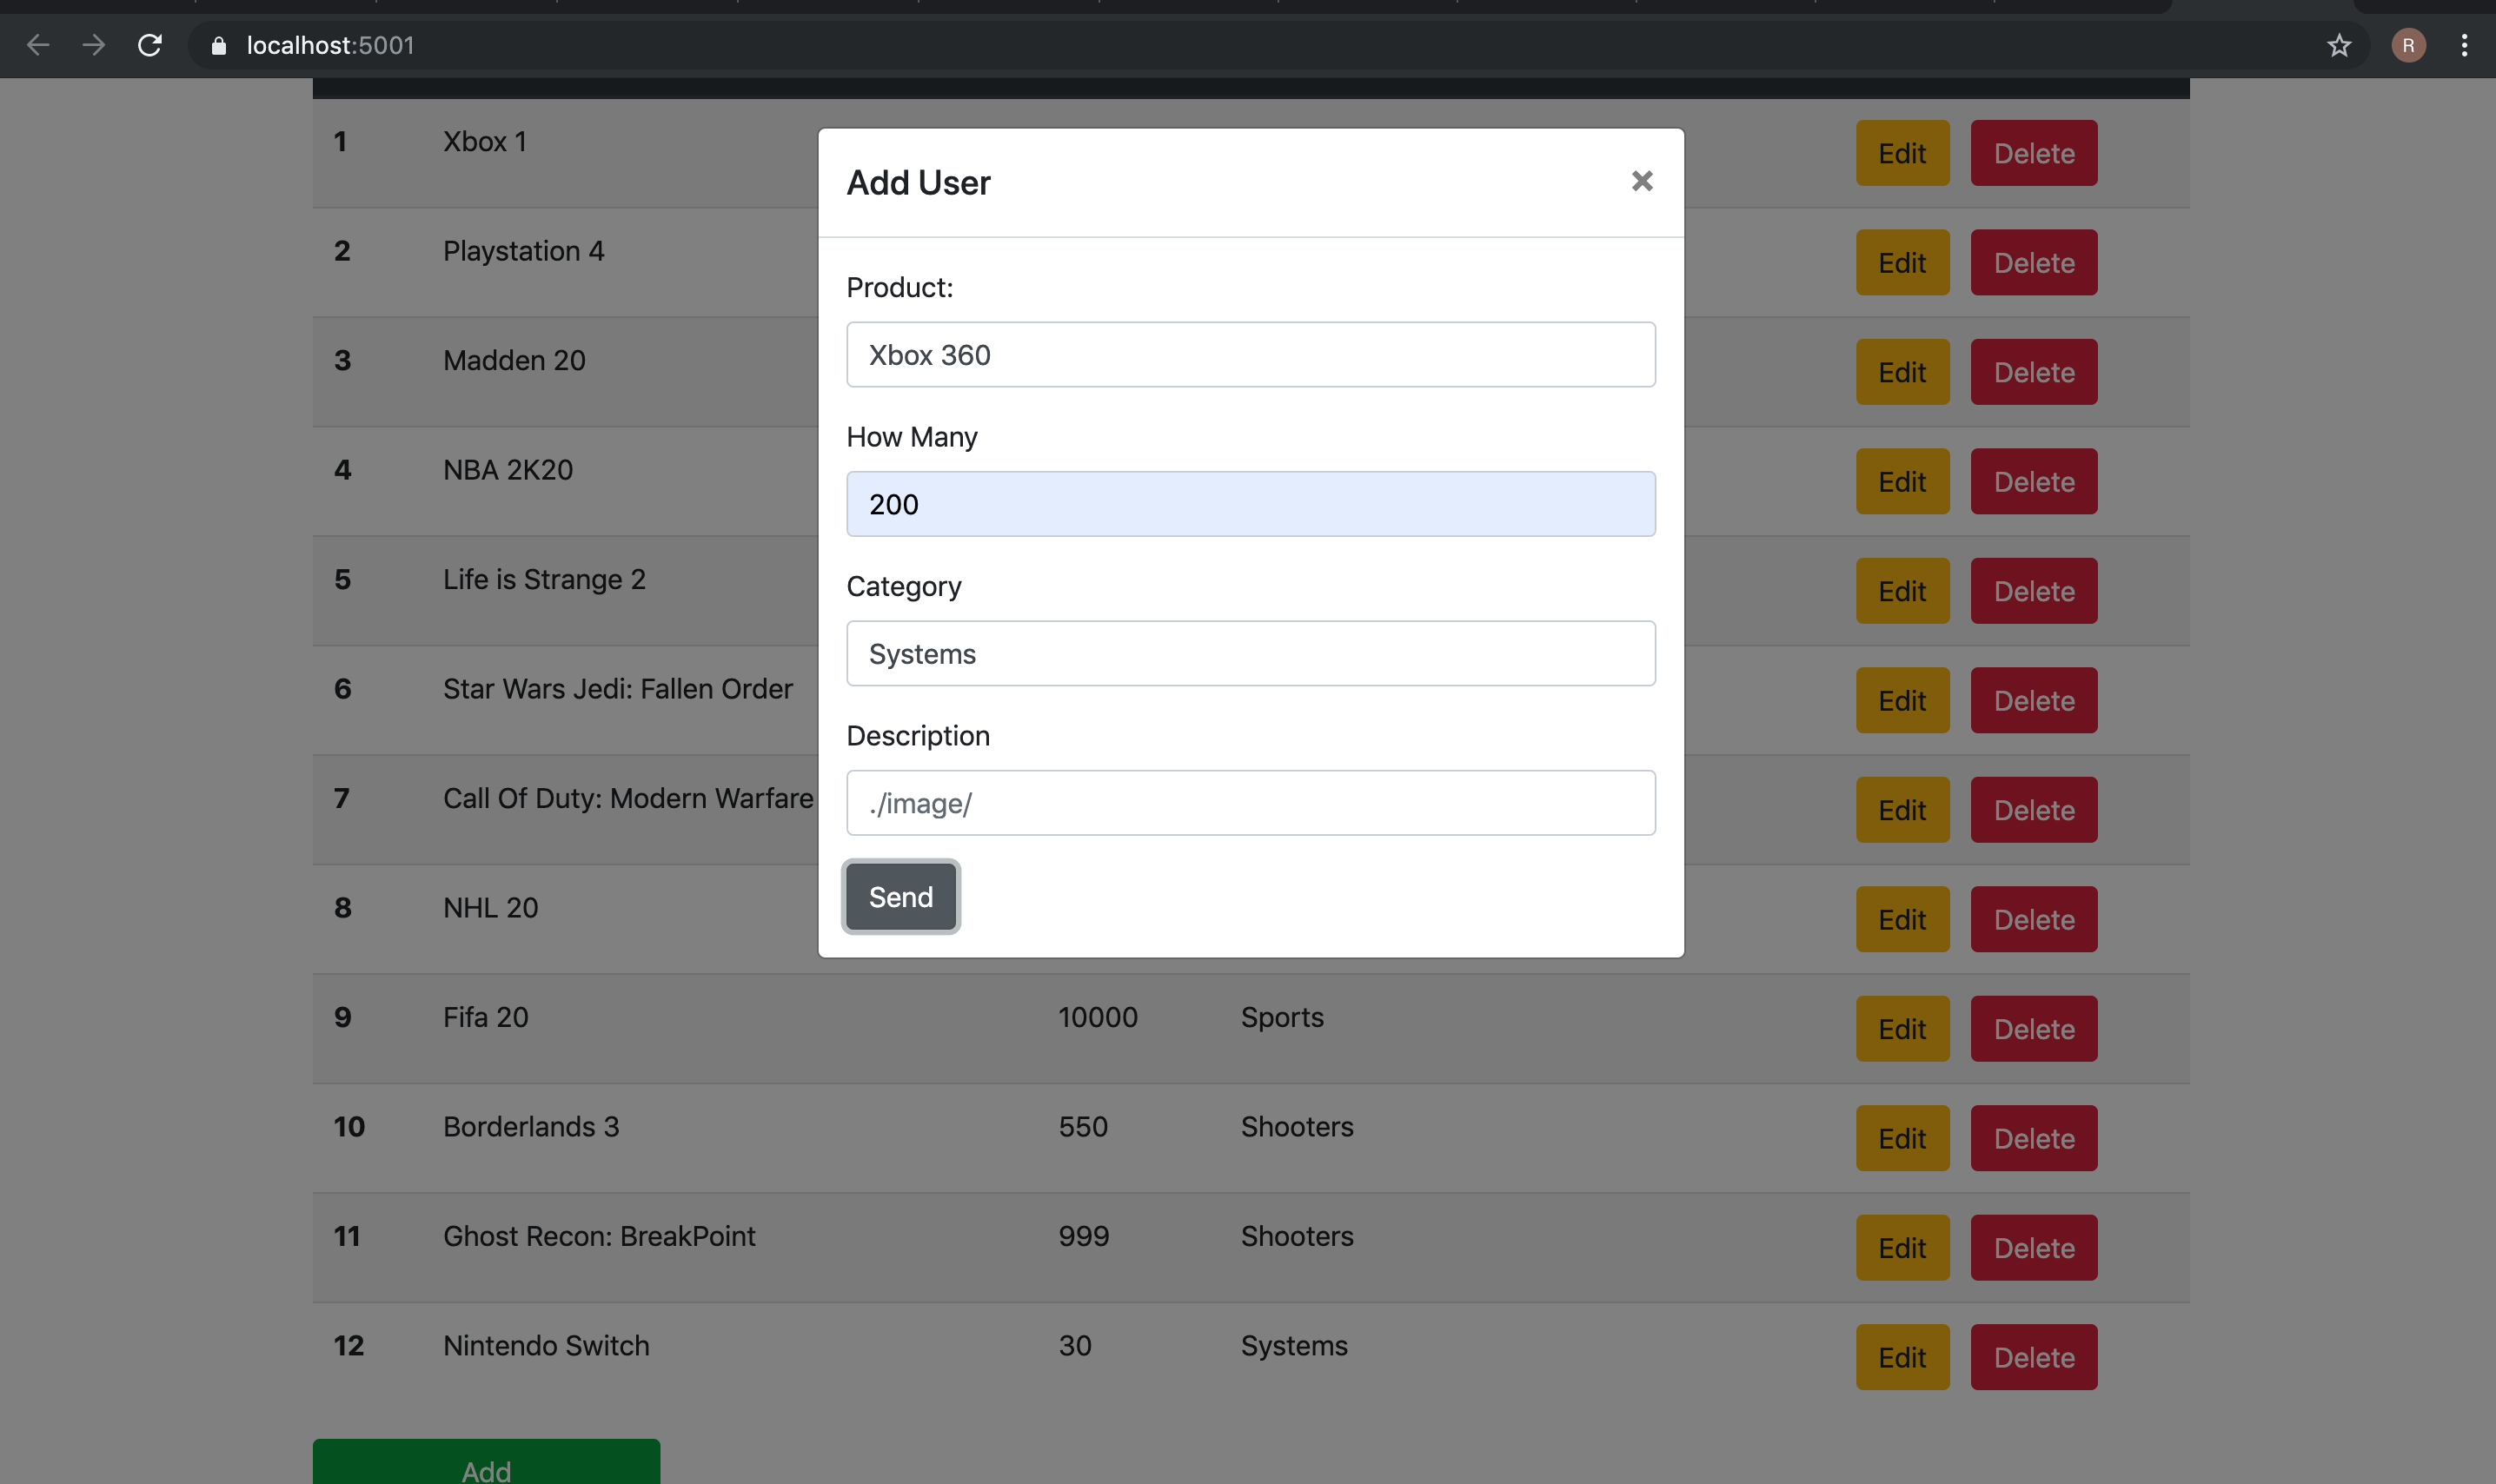 localhost:5001
R
1 Xbox 1 Edit Delete
2 Playstation 4 Edit Delete
3 Madden 20 Edit Delete
4 NBA 2K20 Edit Delete
5 Life is Strange 2 Edit Delete
6 Star Wars Jedi: Fallen Order Edit Delete
7 Call Of Duty: Modern Warfare Edit Delete
8 NHL 20 Edit Delete
9 Fifa 20 10000 Sports Edit Delete
10 Borderlands 3 550 Shooters Edit Delete
11 Ghost Recon: BreakPoint 999 Shooters Edit Delete
12 Nintendo Switch 30 Systems Edit Delete
Add
Add User ×
Product:
Xbox 360
How Many
200
Category
Systems
Description
./image/
Send